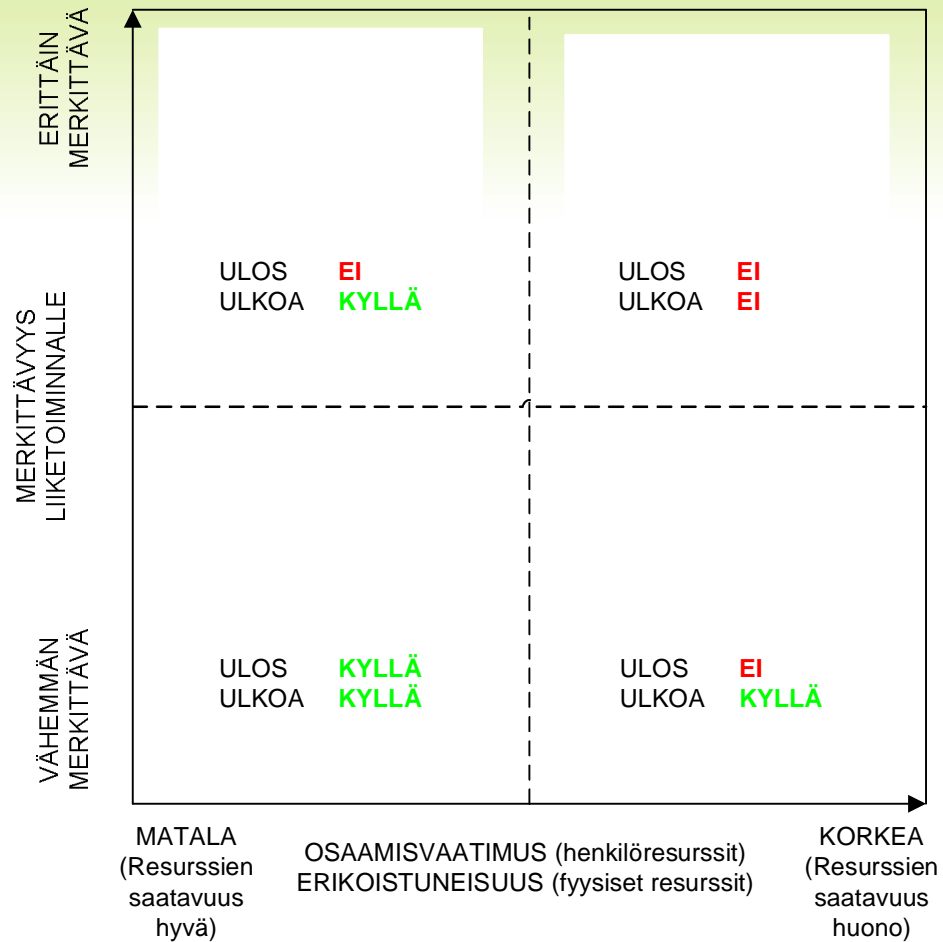 ERITTÄIN
MERKITTÄVÄ
ULOS EI
ULKOA KYLLÄ
ULOS EI
ULKOA EI
MERKITTÄVYYS
LIIKETOIMINNALLE
ULOS KYLLÄ
ULKOA KYLLÄ
ULOS EI
ULKOA KYLLÄ
VÄHEMMÄN
MERKITTÄVÄ
MATALA
(Resurssien
saatavuus
hyvä)
OSAAMISVAATIMUS (henkilöresurssit)
ERIKOISTUNEISUUS (fyysiset resurssit)
KORKEA
(Resurssien
saatavuus
huono)